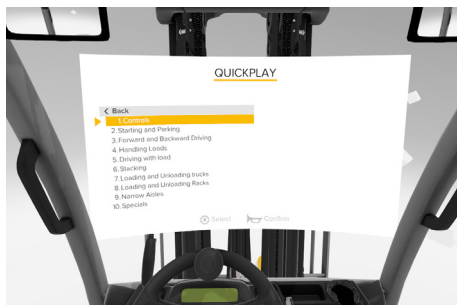 QUICKPLAY
Back
1.Controls
2.Starting and Parking
3.Forward and Backward Driving
4.Handling Loads
5.Driving with load
6.Stacking
7.Loading and Unloading trucks
8.Loading and Unloading Racks
9.Narrow Aisles
10.Specials
Select Confirm